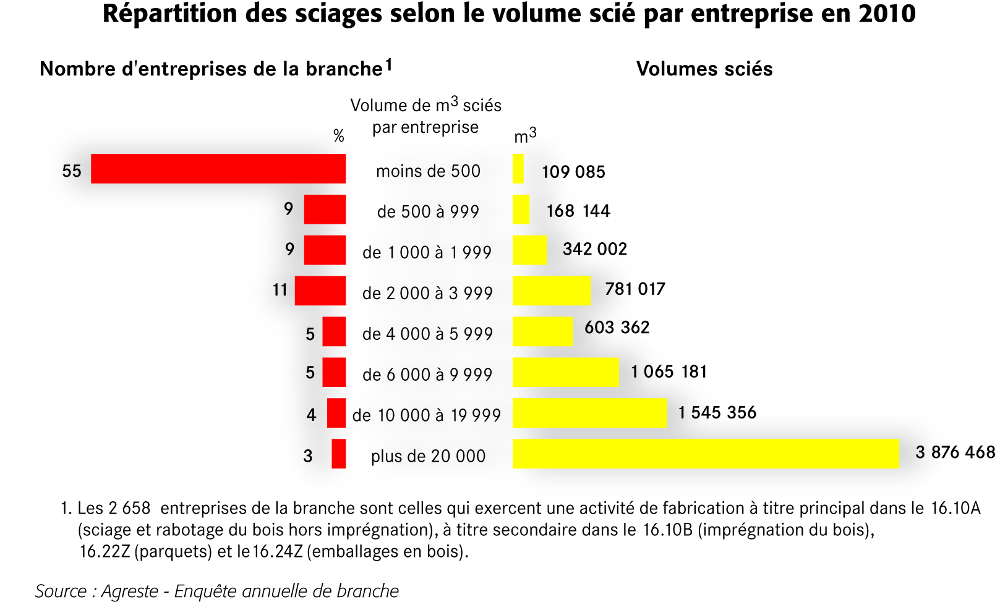 Répartition des sciages selon le volume scié par entreprise en 2010
Nombre d'entreprises de la branche¹
Volumes sciés
Volume de m³ sciés
par entreprise
%
m³
55 moins de 500 109 085
9 de 500 à 999 168 144
9 de 1 000 à 1 999 342 002
11 de 2 000 à 3 999 781 017
5 de 4 000 à 5 999 603 362
5 de 6 000 à 9 999 1 065 181
4 de 10 000 à 19 999 1 545 356
3 plus de 20 000 3 876 468
1. Les 2 658 entreprises de la branche sont celles qui exercent une activité de fabrication à titre principal dans le 16.10A
(sciage et rabotage du bois hors imprégnation), à titre secondaire dans le 16.10B (imprégnation du bois),
16.22Z (parquets) et le 16.24Z (emballages en bois).
Source : Agreste - Enquête annuelle de branche